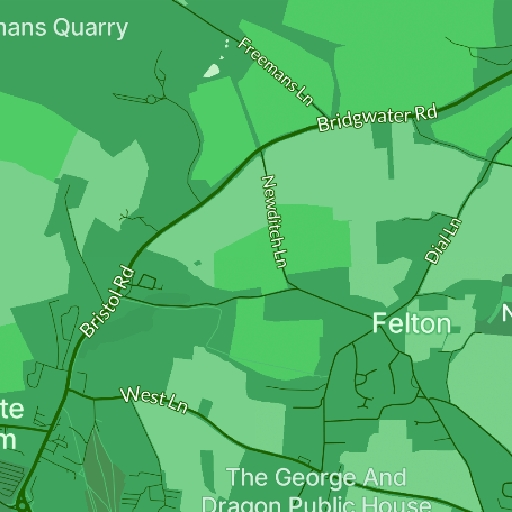 mans Quarry
Freemans Ln
Bridgwater Rd
Newditch Ln
Dial Ln
Bristol Rd
Felton
N
West Ln
te
m
The George And
Dragon Public House